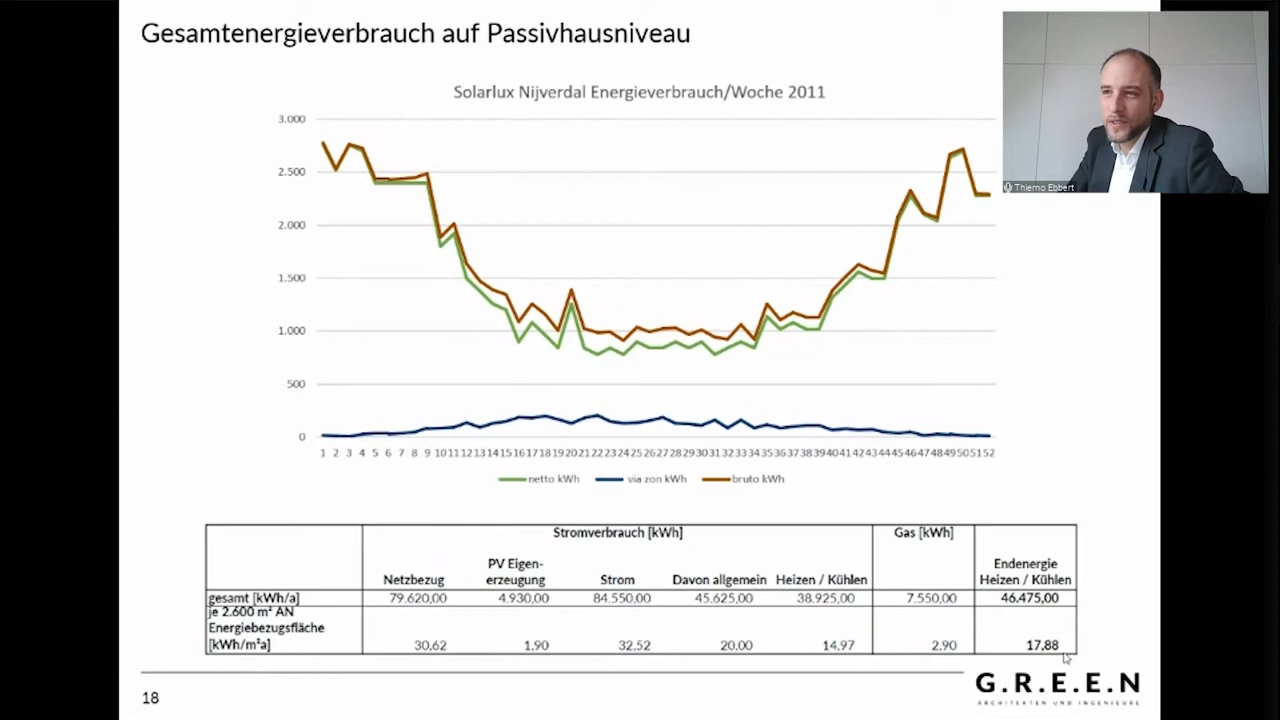 Gesamtenergieverbrauch auf Passivhausniveau
Thiemo Ebbert
Solarlux Nijverdal Energieverbrauch/Woche 2011
3.000
2.500
2.000
1.500
1.000
500
0
1 2 3 4 5 6 7 8 9 10 11 12 13 14 15 16 17 18 19 20 21 22 23 24 25 26 27 28 29 30 31 32 33 34 35 36 37 38 39 40 41 42 43 44 45 46 47 48 49 50 51 52
netto kWh via zon kWh bruto kWh
Stromverbrauch [kWh] Gas [kWh]
PV Eigen- Endenergie
Netzbezug erzeugung Strom Davon allgemein Heizen / Kühlen Heizen / Kühlen
gesamt [kWh/a] 79.620,00 4.930,00 84.550,00 45.625,00 38.925,00 7.550,00 46.475,00
je 2.600 m² AN
Energiebezugsfläche
[kWh/m²a] 30,62 1,90 32,52 20,00 14,97 2,90 17,88
18
G.R.E.E.N
ARCHITEKTEN UND INGENIEURE